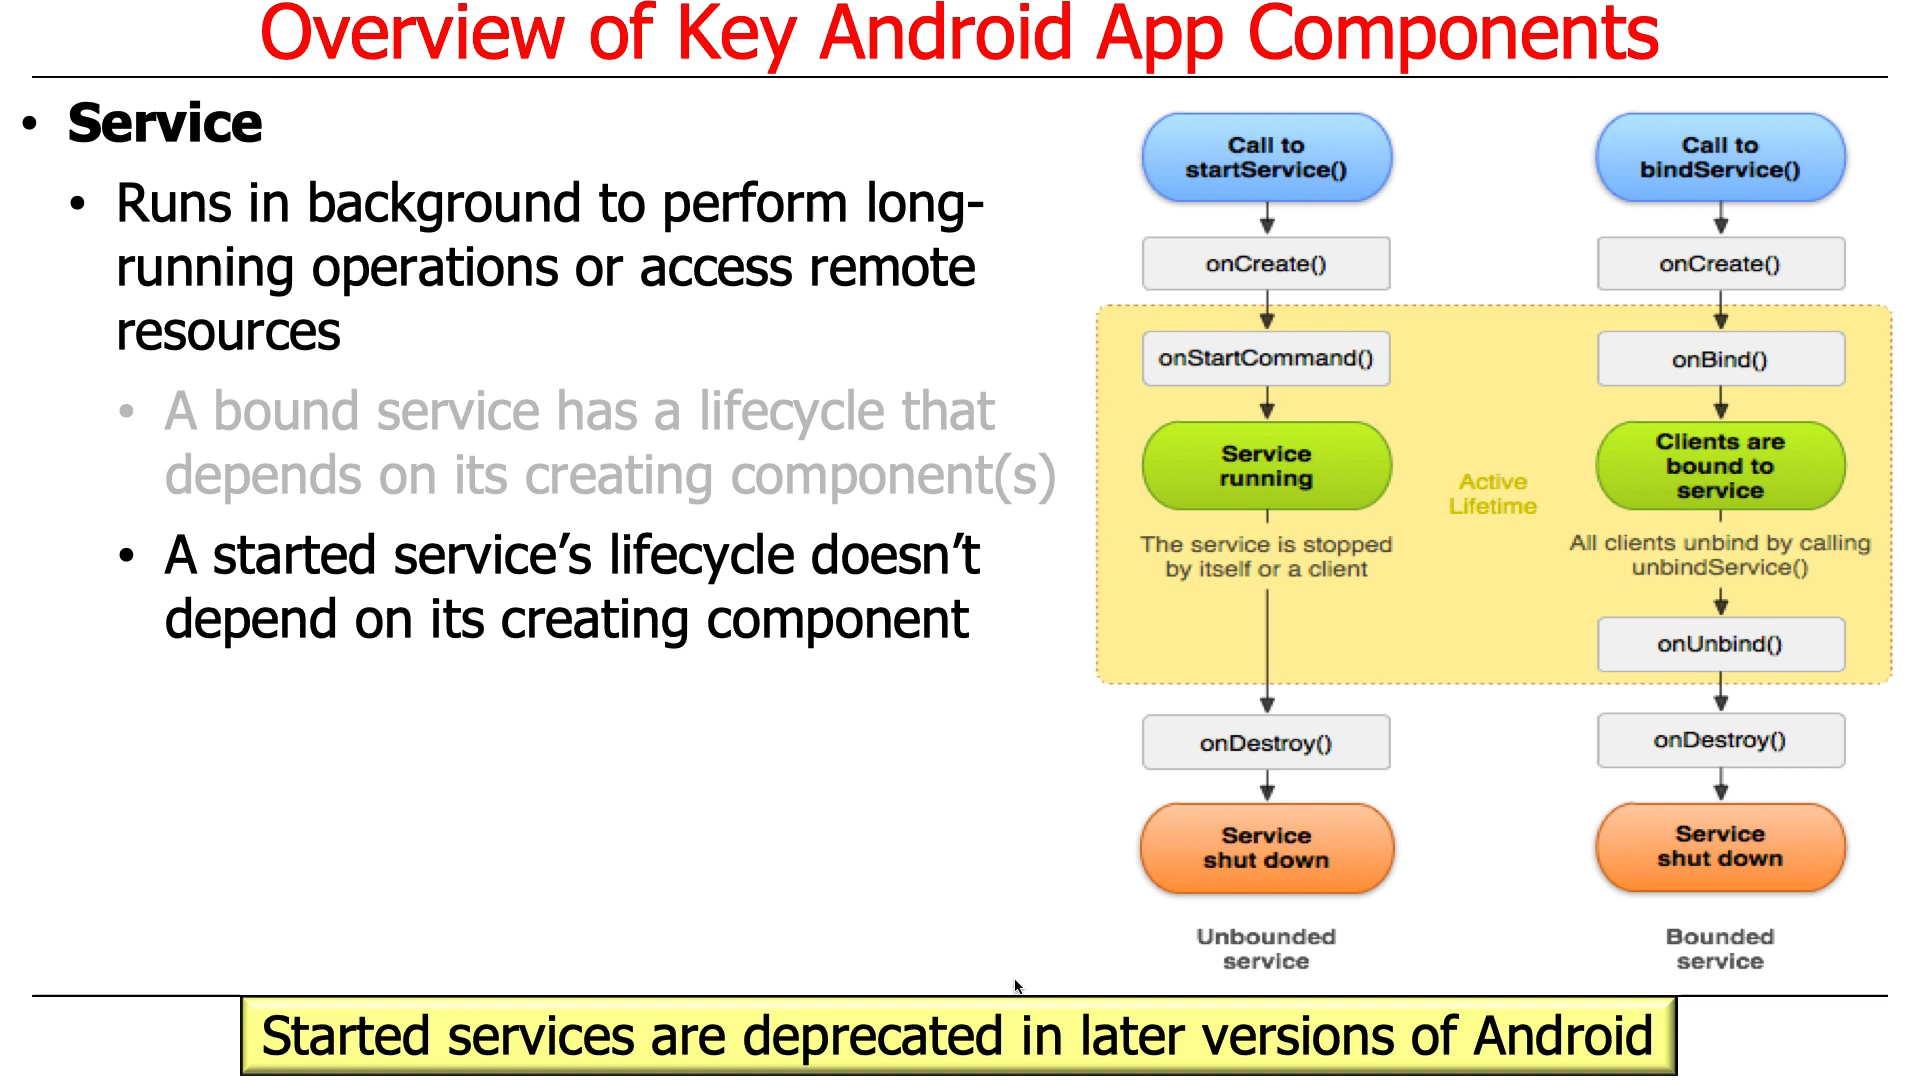 Overview of Key Android App Components
• Service
• Runs in background to perform long-
running operations or access remote
resources
• A bound service has a lifecycle that
depends on its creating component(s)
• A started service’s lifecycle doesn’t
depend on its creating component
Call to
startService()
onCreate()
onStartCommand()
Service
running
The service is stopped
by itself or a client
onDestroy()
Service
shut down
Unbounded
service
Active
Lifetime
Call to
bindService()
onCreate()
onBind()
Clients are
bound to
service
All clients unbind by calling
unbindService()
onUnbind()
onDestroy()
Service
shut down
Bounded
service
Started services are deprecated in later versions of Android